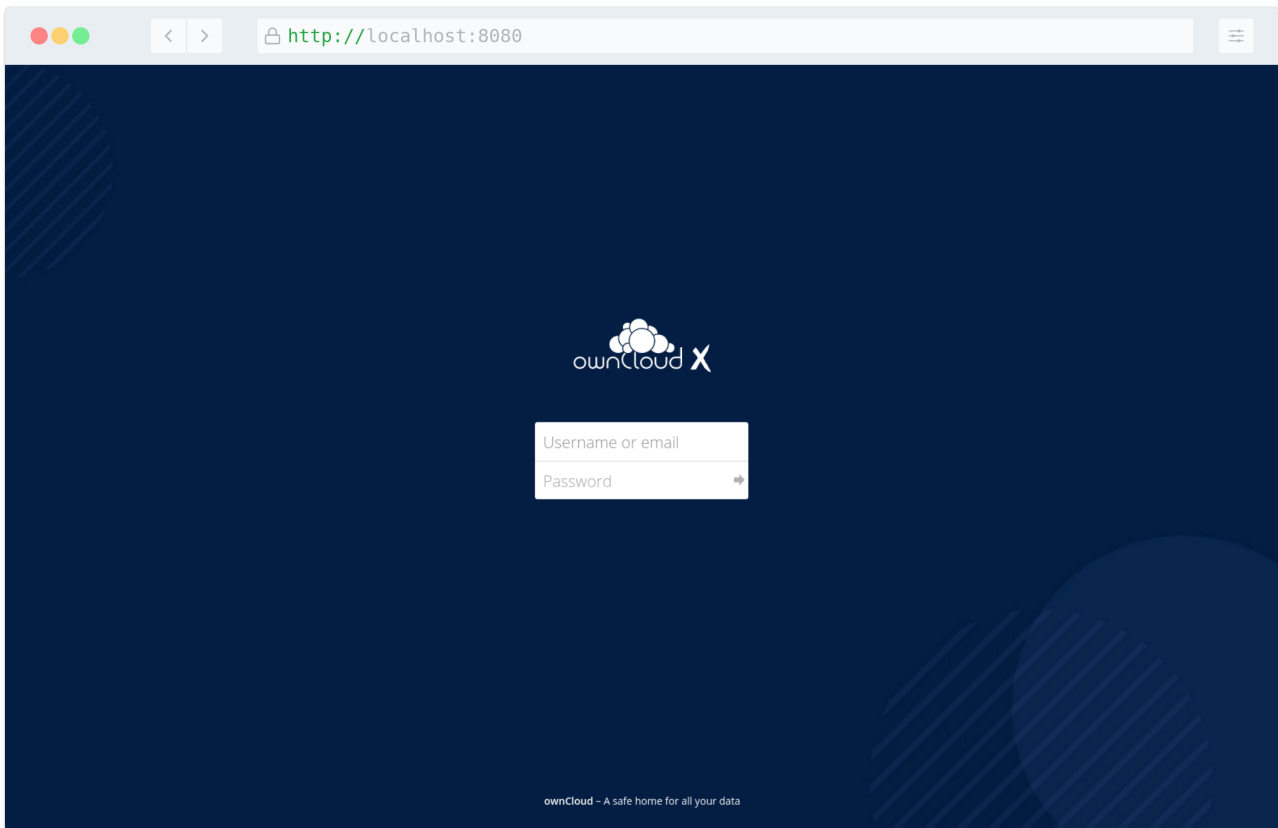 http://localhost:8080
ownCloud X
Username or email
Password
ownCloud – A safe home for all your data